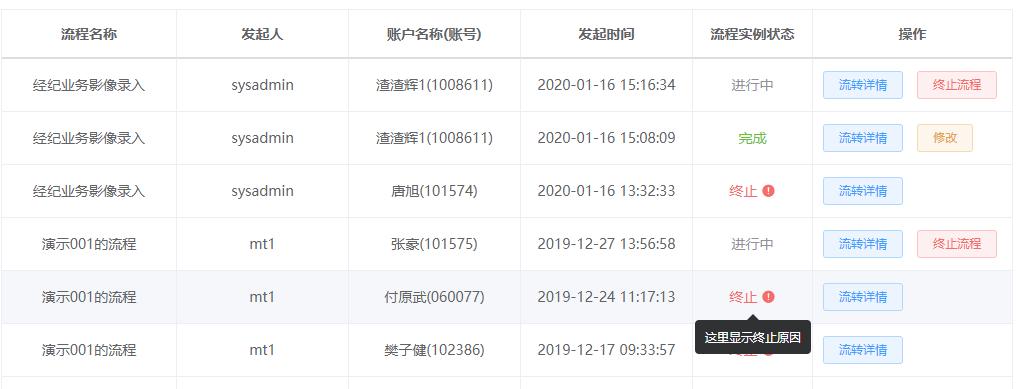 流程名称 发起人 账户名称(账号) 发起时间 流程实例状态 操作
经纪业务影像录入 sysadmin 渣渣辉1(1008611) 2020-01-16 15:16:34 进行中 流转详情 终止流程
经纪业务影像录入 sysadmin 渣渣辉1(1008611) 2020-01-16 15:08:09 完成 流转详情 修改
经纪业务影像录入 sysadmin 唐旭(101574) 2020-01-16 13:32:33 终止 流转详情
演示001的流程 mt1 张豪(101575) 2019-12-27 13:56:58 进行中 流转详情 终止流程
演示001的流程 mt1 付原武(060077) 2019-12-24 11:17:13 终止 流转详情
这里显示终止原因
演示001的流程 mt1 樊子健(102386) 2019-12-17 09:33:57 流转详情